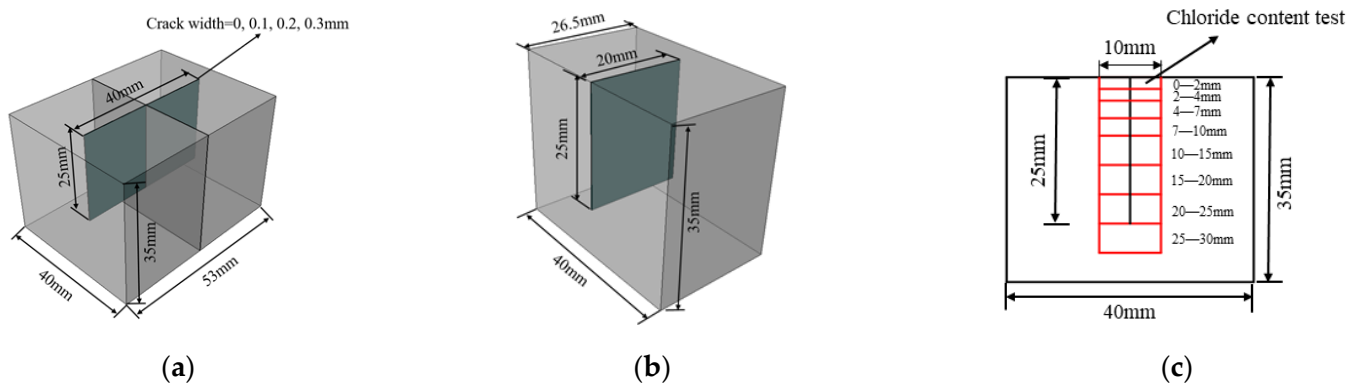 Crack width=0, 0.1, 0.2, 0.3mm
40mm
25mm
35mm
40mm
53mm
(a)
26.5mm
20mm
25mm
35mm
40mm
(b)
Chloride content test
10mm
0—2mm
2—4mm
4—7mm
7—10mm
10—15mm
15—20mm
20—25mm
25—30mm
25mm
35mm
40mm
(c)